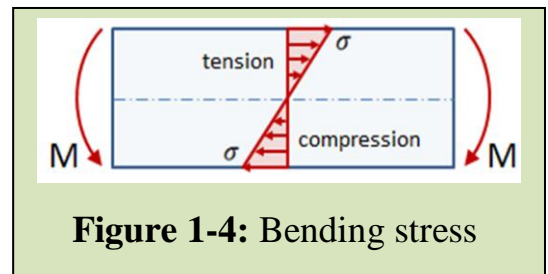 σ
tension
σ
compression
M
M
Figure 1-4: Bending stress